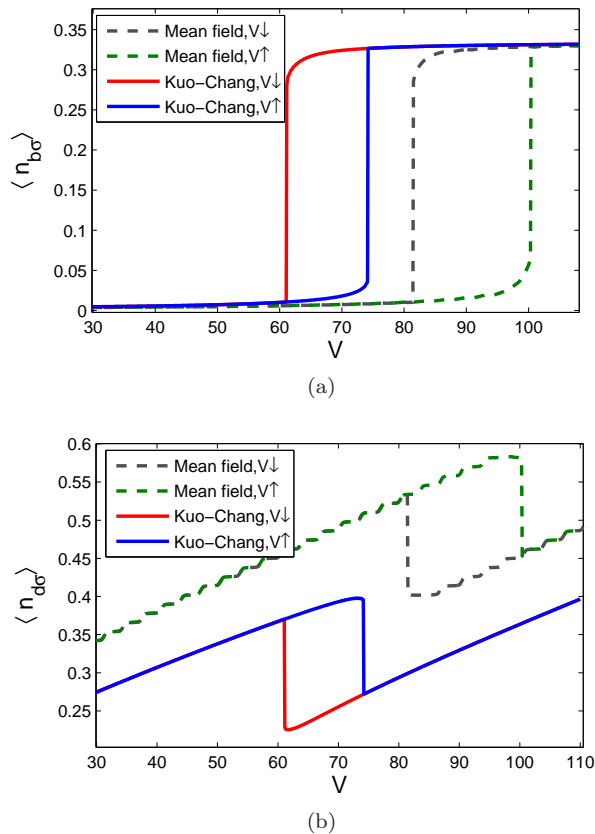 0.35
0.3
0.25
0.2
0.15
0.1
0.05
0
⟨ n_bσ ⟩
Mean field,V↓
Mean field,V↑
Kuo−Chang,V↓
Kuo−Chang,V↑
30 40 50 60 70 80 90 100
V
(a)
0.6
0.55
0.5
0.45
0.4
0.35
0.3
0.25
⟨ n_dσ ⟩
Mean field,V↓
Mean field,V↑
Kuo−Chang,V↓
Kuo−Chang,V↑
30 40 50 60 70 80 90 100 110
V
(b)